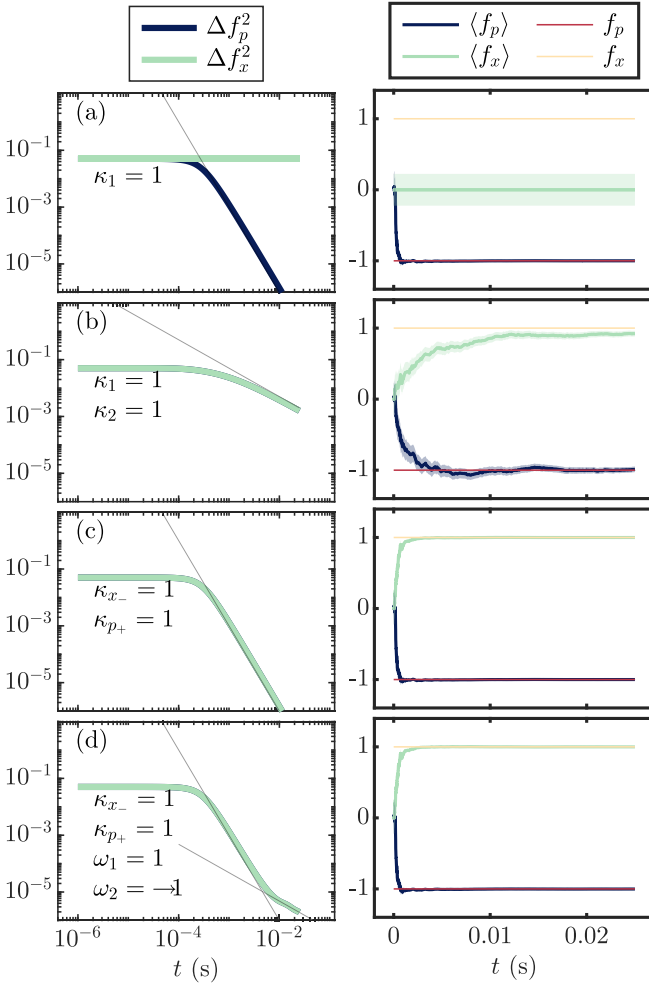 Δf_p^2
Δf_x^2
⟨f_p⟩ f_p
⟨f_x⟩ f_x
(a)
10^{-1}
10^{-3}
10^{-5}
κ_1 = 1
1
0
-1
(b)
10^{-1}
10^{-3}
10^{-5}
κ_1 = 1
κ_2 = 1
1
0
-1
(c)
10^{-1}
10^{-3}
10^{-5}
κ_{x_-} = 1
κ_{p_+} = 1
1
0
-1
(d)
10^{-1}
10^{-3}
10^{-5}
κ_{x_-} = 1
κ_{p_+} = 1
ω_1 = 1
ω_2 = −1
10^{-6} 10^{-4} 10^{-2}
t (s)
1
0
-1
0 0.01 0.02
t (s)